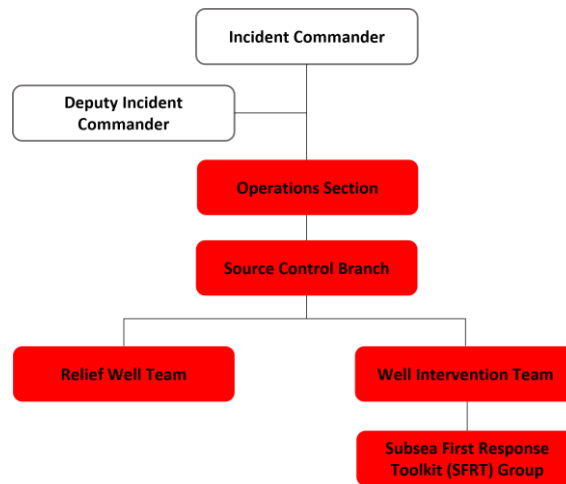 Incident Commander
Deputy Incident
Commander
Operations Section
Source Control Branch
Relief Well Team
Well Intervention Team
Subsea First Response
Toolkit (SFRT) Group